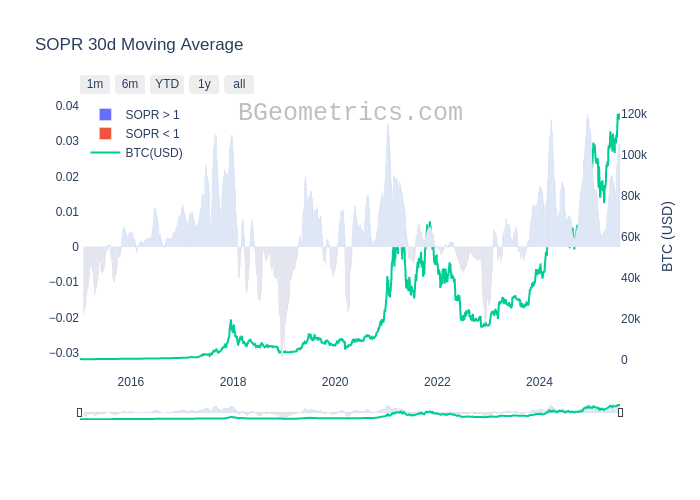 SOPR 30d Moving Average
1m 6m YTD 1y all
BGeometrics.com
SOPR > 1
SOPR < 1
BTC(USD)
0.04
0.03
0.02
0.01
0
−0.01
−0.02
−0.03
120k
100k
80k
60k
40k
20k
0
BTC (USD)
2016 2018 2020 2022 2024